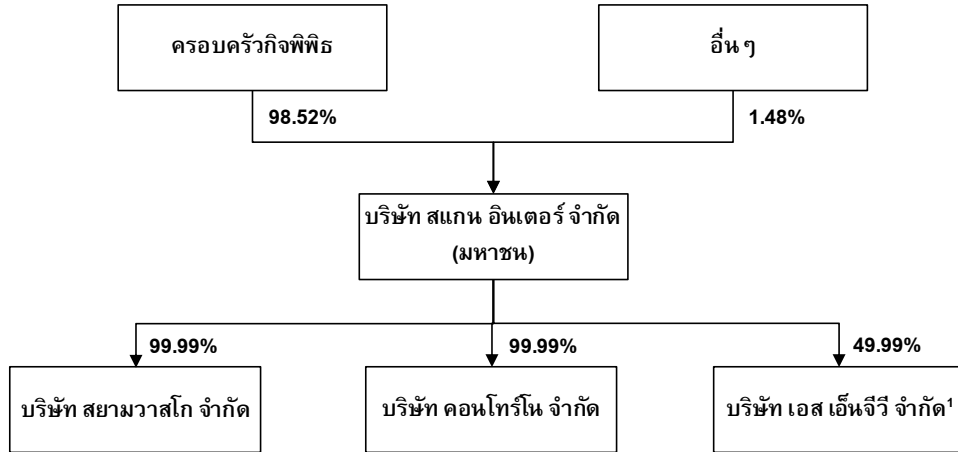 ครอบครัวกิจพิพิธ
อื่น ๆ
98.52%
1.48%
บริษัท สแกน อินเตอร์ จำกัด
(มหาชน)
99.99%
99.99%
49.99%
บริษัท สยามวาสโก จำกัด
บริษัท คอนโทร์โน จำกัด
บริษัท เอส เอ็นจีวี จำกัด¹